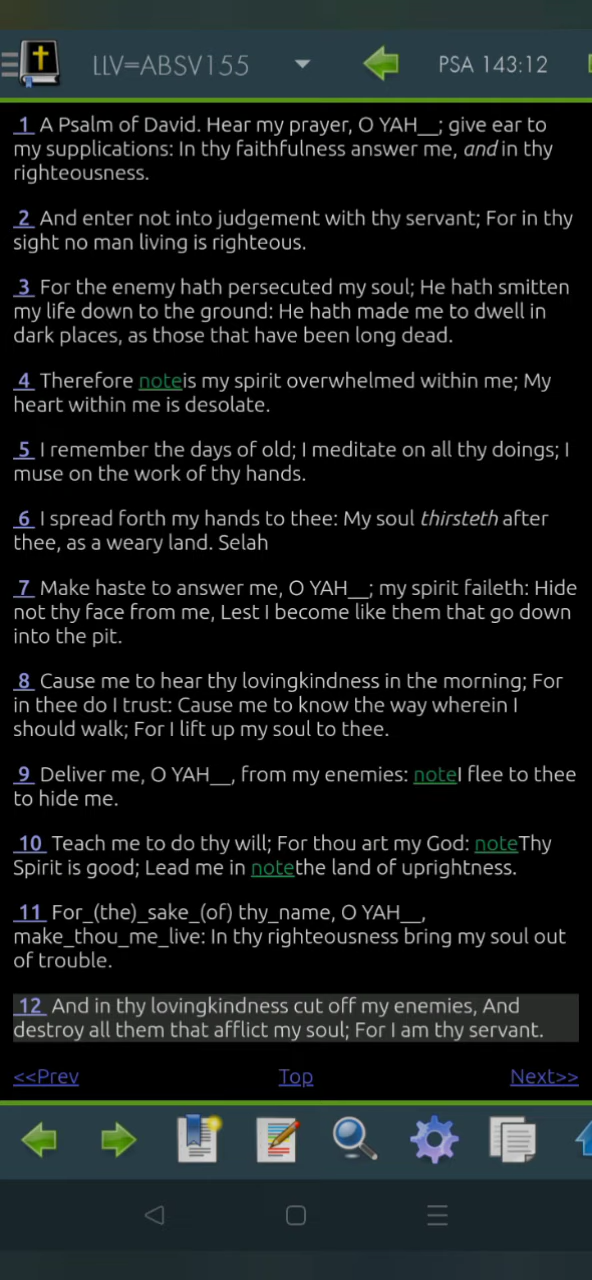 LLV=ABSV155 PSA 143:12
1 A Psalm of David. Hear my prayer, O YAH__; give ear to
my supplications: In thy faithfulness answer me, and in thy
righteousness.
2 And enter not into judgement with thy servant; For in thy
sight no man living is righteous.
3 For the enemy hath persecuted my soul; He hath smitten
my life down to the ground: He hath made me to dwell in
dark places, as those that have been long dead.
4 Therefore noteis my spirit overwhelmed within me; My
heart within me is desolate.
5 I remember the days of old; I meditate on all thy doings; I
muse on the work of thy hands.
6 I spread forth my hands to thee: My soul thirsteth after
thee, as a weary land. Selah
7 Make haste to answer me, O YAH__; my spirit faileth: Hide
not thy face from me, Lest I become like them that go down
into the pit.
8 Cause me to hear thy lovingkindness in the morning; For
in thee do I trust: Cause me to know the way wherein I
should walk; For I lift up my soul to thee.
9 Deliver me, O YAH__, from my enemies: noteI flee to thee
to hide me.
10 Teach me to do thy will; For thou art my God: noteThy
Spirit is good; Lead me in notethe land of uprightness.
11 For_(the)_sake_(of) thy_name, O YAH__,
make_thou_me_live: In thy righteousness bring my soul out
of trouble.
12 And in thy lovingkindness cut off my enemies, And
destroy all them that afflict my soul; For I am thy servant.
<<Prev Top Next>>